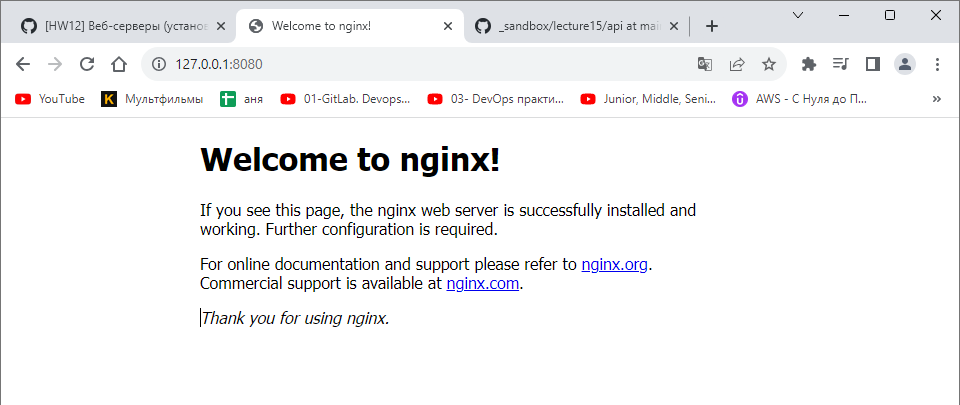 [HW12] Веб-серверы (установ
Welcome to nginx!
_sandbox/lecture15/api at mai
127.0.0.1:8080
YouTube
Мультфильмы
аня
01-GitLab. Devops...
03- DevOps практи...
Junior, Middle, Seni...
AWS - С Нуля до П...
Welcome to nginx!
If you see this page, the nginx web server is successfully installed and
working. Further configuration is required.
For online documentation and support please refer to nginx.org.
Commercial support is available at nginx.com.
Thank you for using nginx.